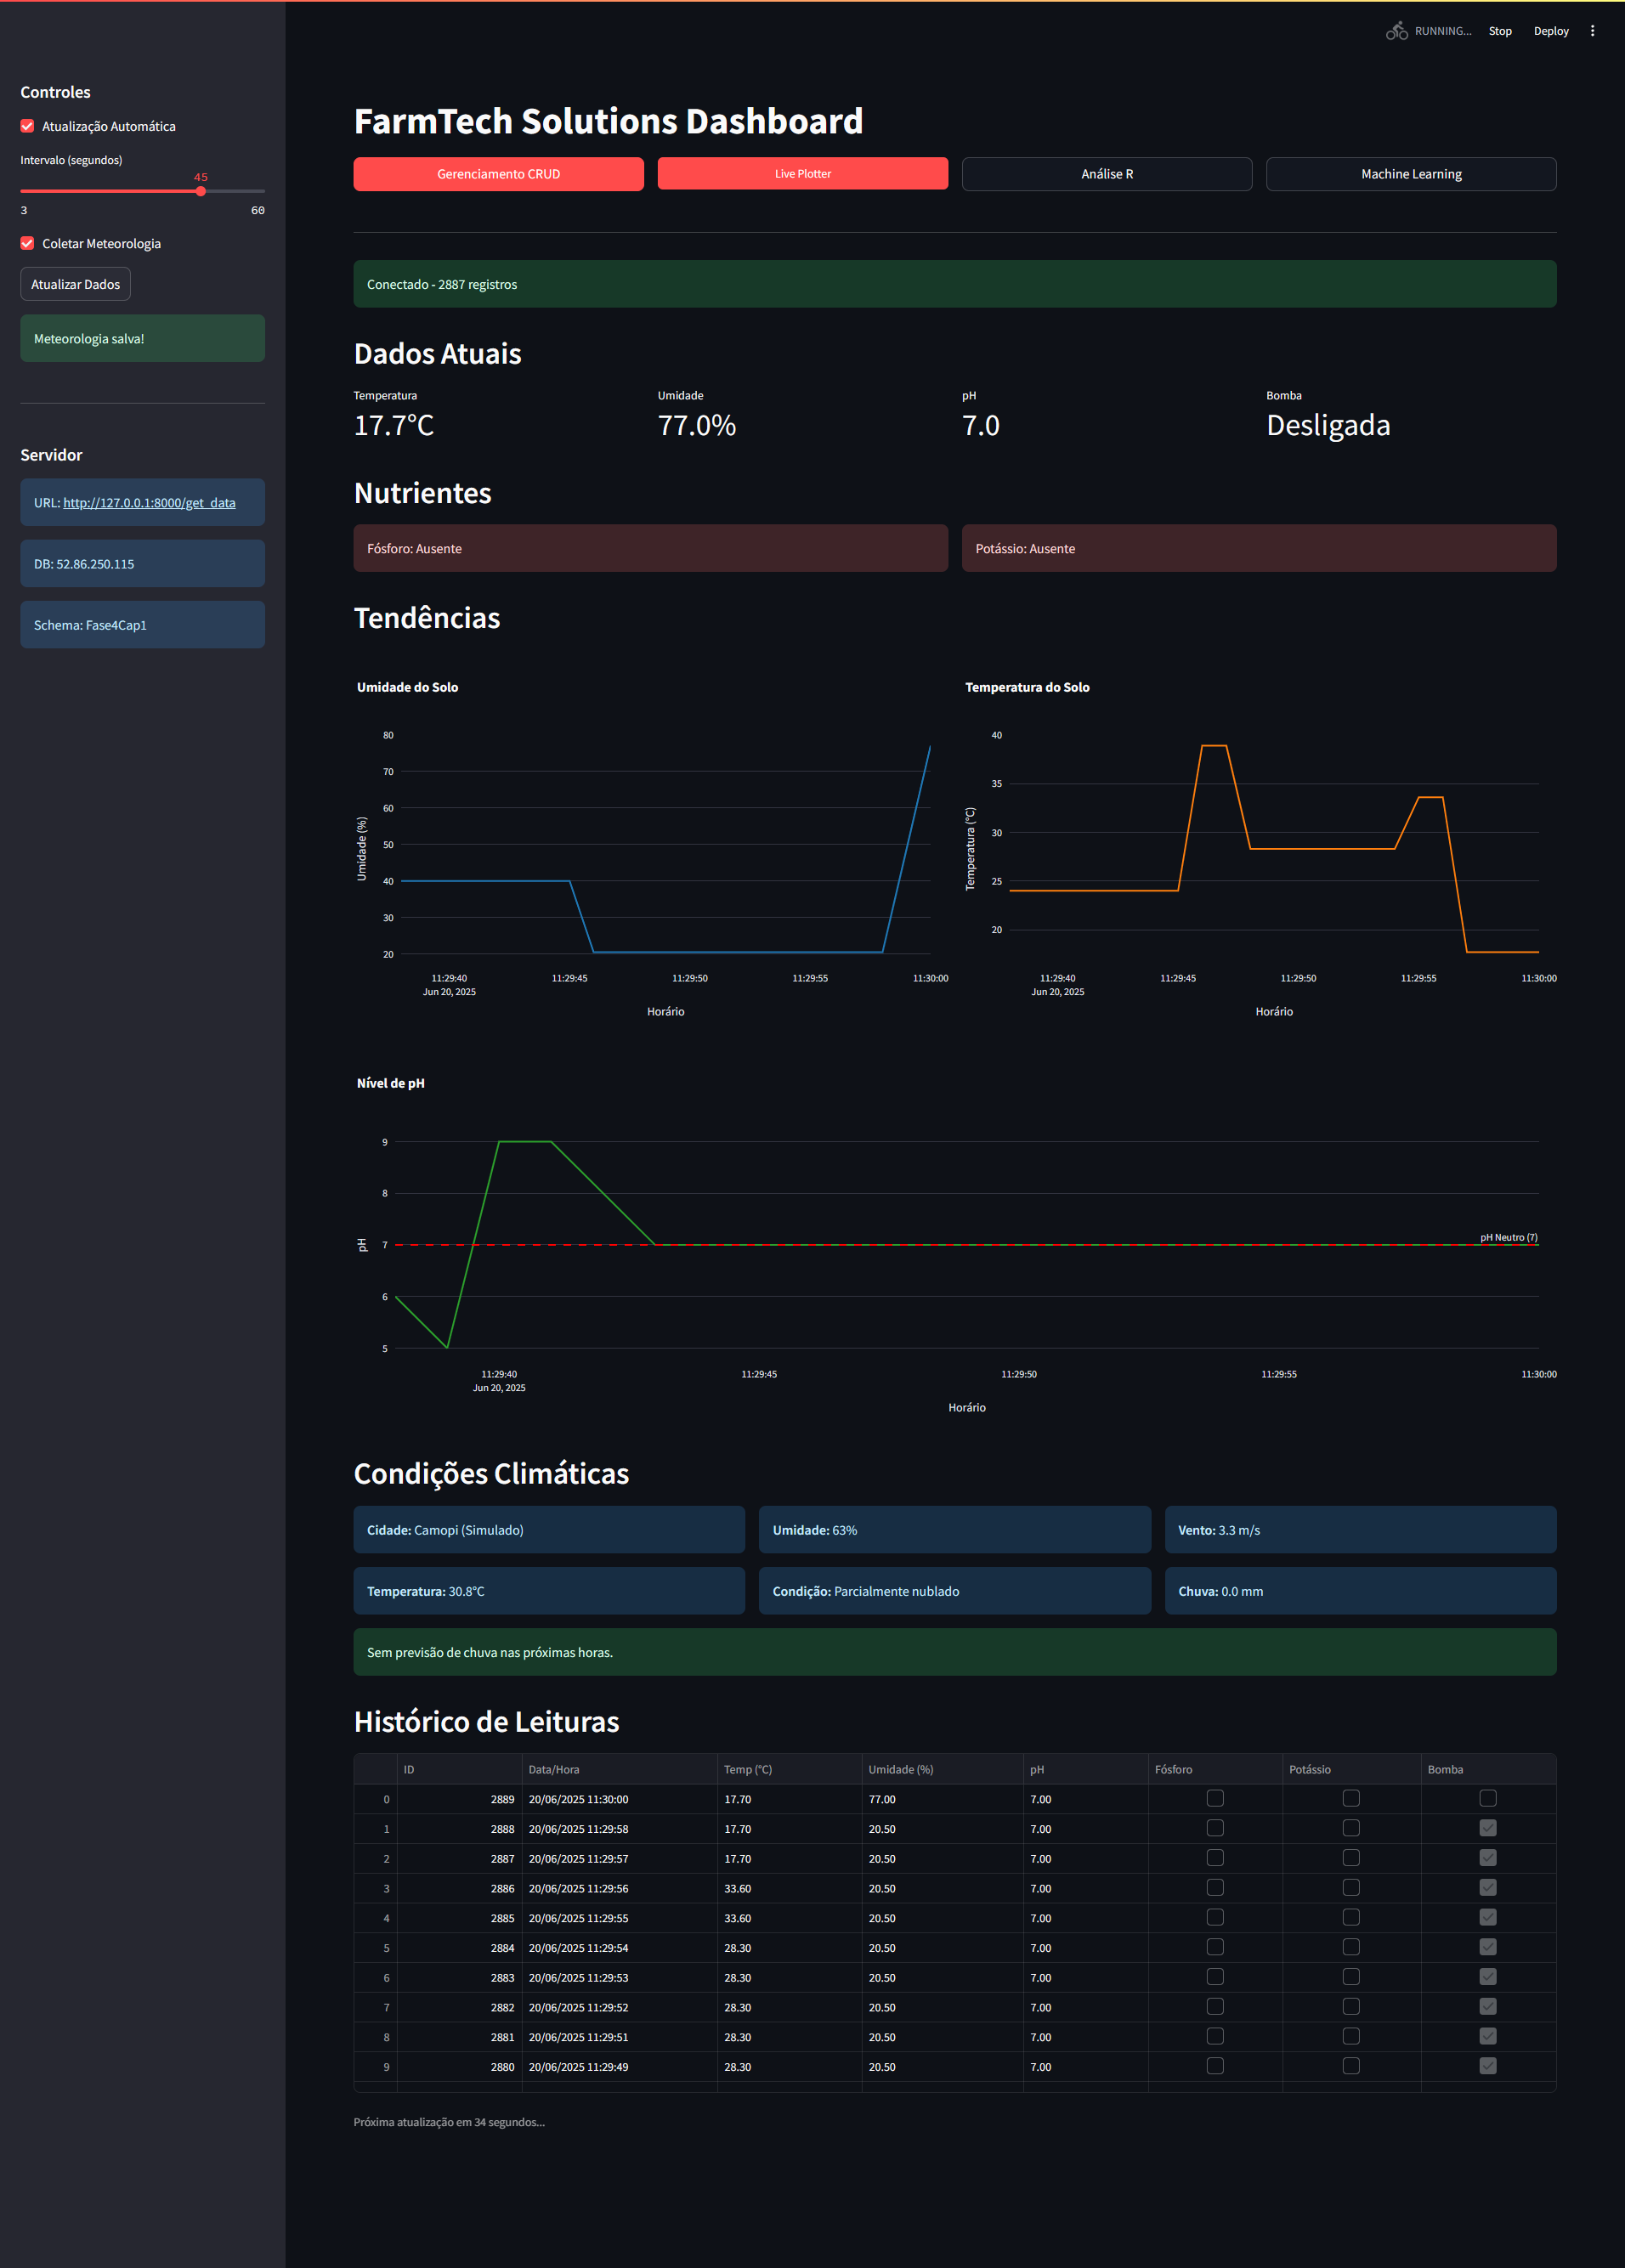 RUNNING...
Stop
Deploy
Controles
Atualização Automática
Intervalo (segundos)
45
3
60
Coletar Meteorologia
Atualizar Dados
Meteorologia salva!
Servidor
URL: http://127.0.0.1:8000/get_data
DB: 52.86.250.115
Schema: Fase4Cap1
FarmTech Solutions Dashboard
Gerenciamento CRUD
Live Plotter
Análise R
Machine Learning
Conectado - 2887 registros
Dados Atuais
Temperatura
17.7°C
Umidade
77.0%
pH
7.0
Bomba
Desligada
Nutrientes
Fósforo: Ausente
Potássio: Ausente
Tendências
Umidade do Solo
80
70
60
50
40
30
20
Umidade (%)
11:29:40
Jun 20, 2025
11:29:45
11:29:50
11:29:55
11:30:00
Horário
Temperatura do Solo
40
35
30
25
20
Temperatura (°C)
11:29:40
Jun 20, 2025
11:29:45
11:29:50
11:29:55
11:30:00
Horário
Nível de pH
9
8
7
6
5
pH
pH Neutro (7)
11:29:40
Jun 20, 2025
11:29:45
11:29:50
11:29:55
11:30:00
Horário
Condições Climáticas
Cidade: Camopi (Simulado)
Umidade: 63%
Vento: 3.3 m/s
Temperatura: 30.8°C
Condição: Parcialmente nublado
Chuva: 0.0 mm
Sem previsão de chuva nas próximas horas.
Histórico de Leituras
ID Data/Hora Temp (°C) Umidade (%) pH Fósforo Potássio Bomba
0 2889 20/06/2025 11:30:00 17.70 77.00 7.00
1 2888 20/06/2025 11:29:58 17.70 20.50 7.00
2 2887 20/06/2025 11:29:57 17.70 20.50 7.00
3 2886 20/06/2025 11:29:56 33.60 20.50 7.00
4 2885 20/06/2025 11:29:55 33.60 20.50 7.00
5 2884 20/06/2025 11:29:54 28.30 20.50 7.00
6 2883 20/06/2025 11:29:53 28.30 20.50 7.00
7 2882 20/06/2025 11:29:52 28.30 20.50 7.00
8 2881 20/06/2025 11:29:51 28.30 20.50 7.00
9 2880 20/06/2025 11:29:49 28.30 20.50 7.00
Próxima atualização em 34 segundos...